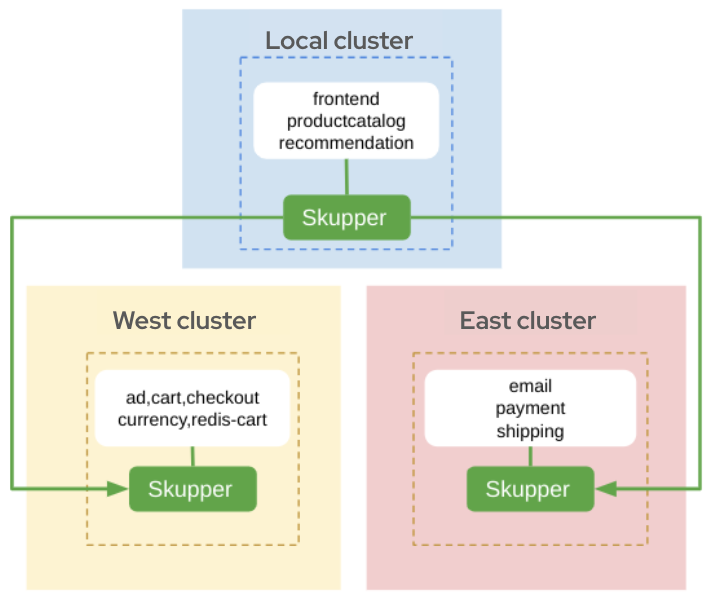 Local cluster
frontend
productcatalog
recommendation
Skupper
West cluster
ad,cart,checkout
currency,redis-cart
Skupper
East cluster
email
payment
shipping
Skupper